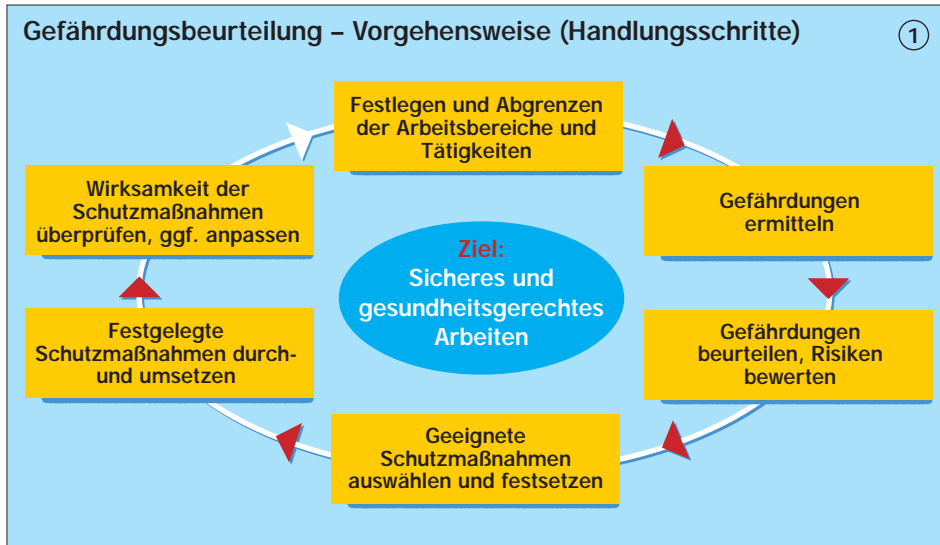 Gefährdungsbeurteilung – Vorgehensweise (Handlungsschritte)
1
Festlegen und Abgrenzen
der Arbeitsbereiche und
Tätigkeiten
Gefährdungen
ermitteln
Gefährdungen
beurteilen, Risiken
bewerten
Geeignete
Schutzmaßnahmen
auswählen und festsetzen
Festgelegte
Schutzmaßnahmen durch-
und umsetzen
Wirksamkeit der
Schutzmaßnahmen
überprüfen, ggf. anpassen
Ziel:
Sicheres und
gesundheitsgerechtes
Arbeiten